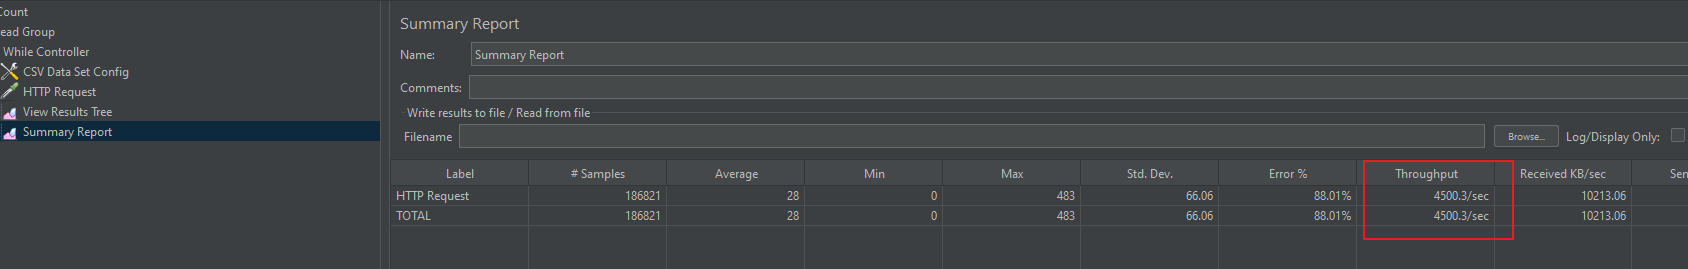 Count
ead Group
While Controller
CSV Data Set Config
HTTP Request
View Results Tree
Summary Report
Summary Report
Name: Summary Report
Comments:
Write results to file / Read from file
Filename Browse... Log/Display Only:
Label # Samples Average Min Max Std. Dev. Error % Throughput Received KB/sec Sen
HTTP Request 186821 28 0 483 66.06 88.01% 4500.3/sec 10213.06
TOTAL 186821 28 0 483 66.06 88.01% 4500.3/sec 10213.06